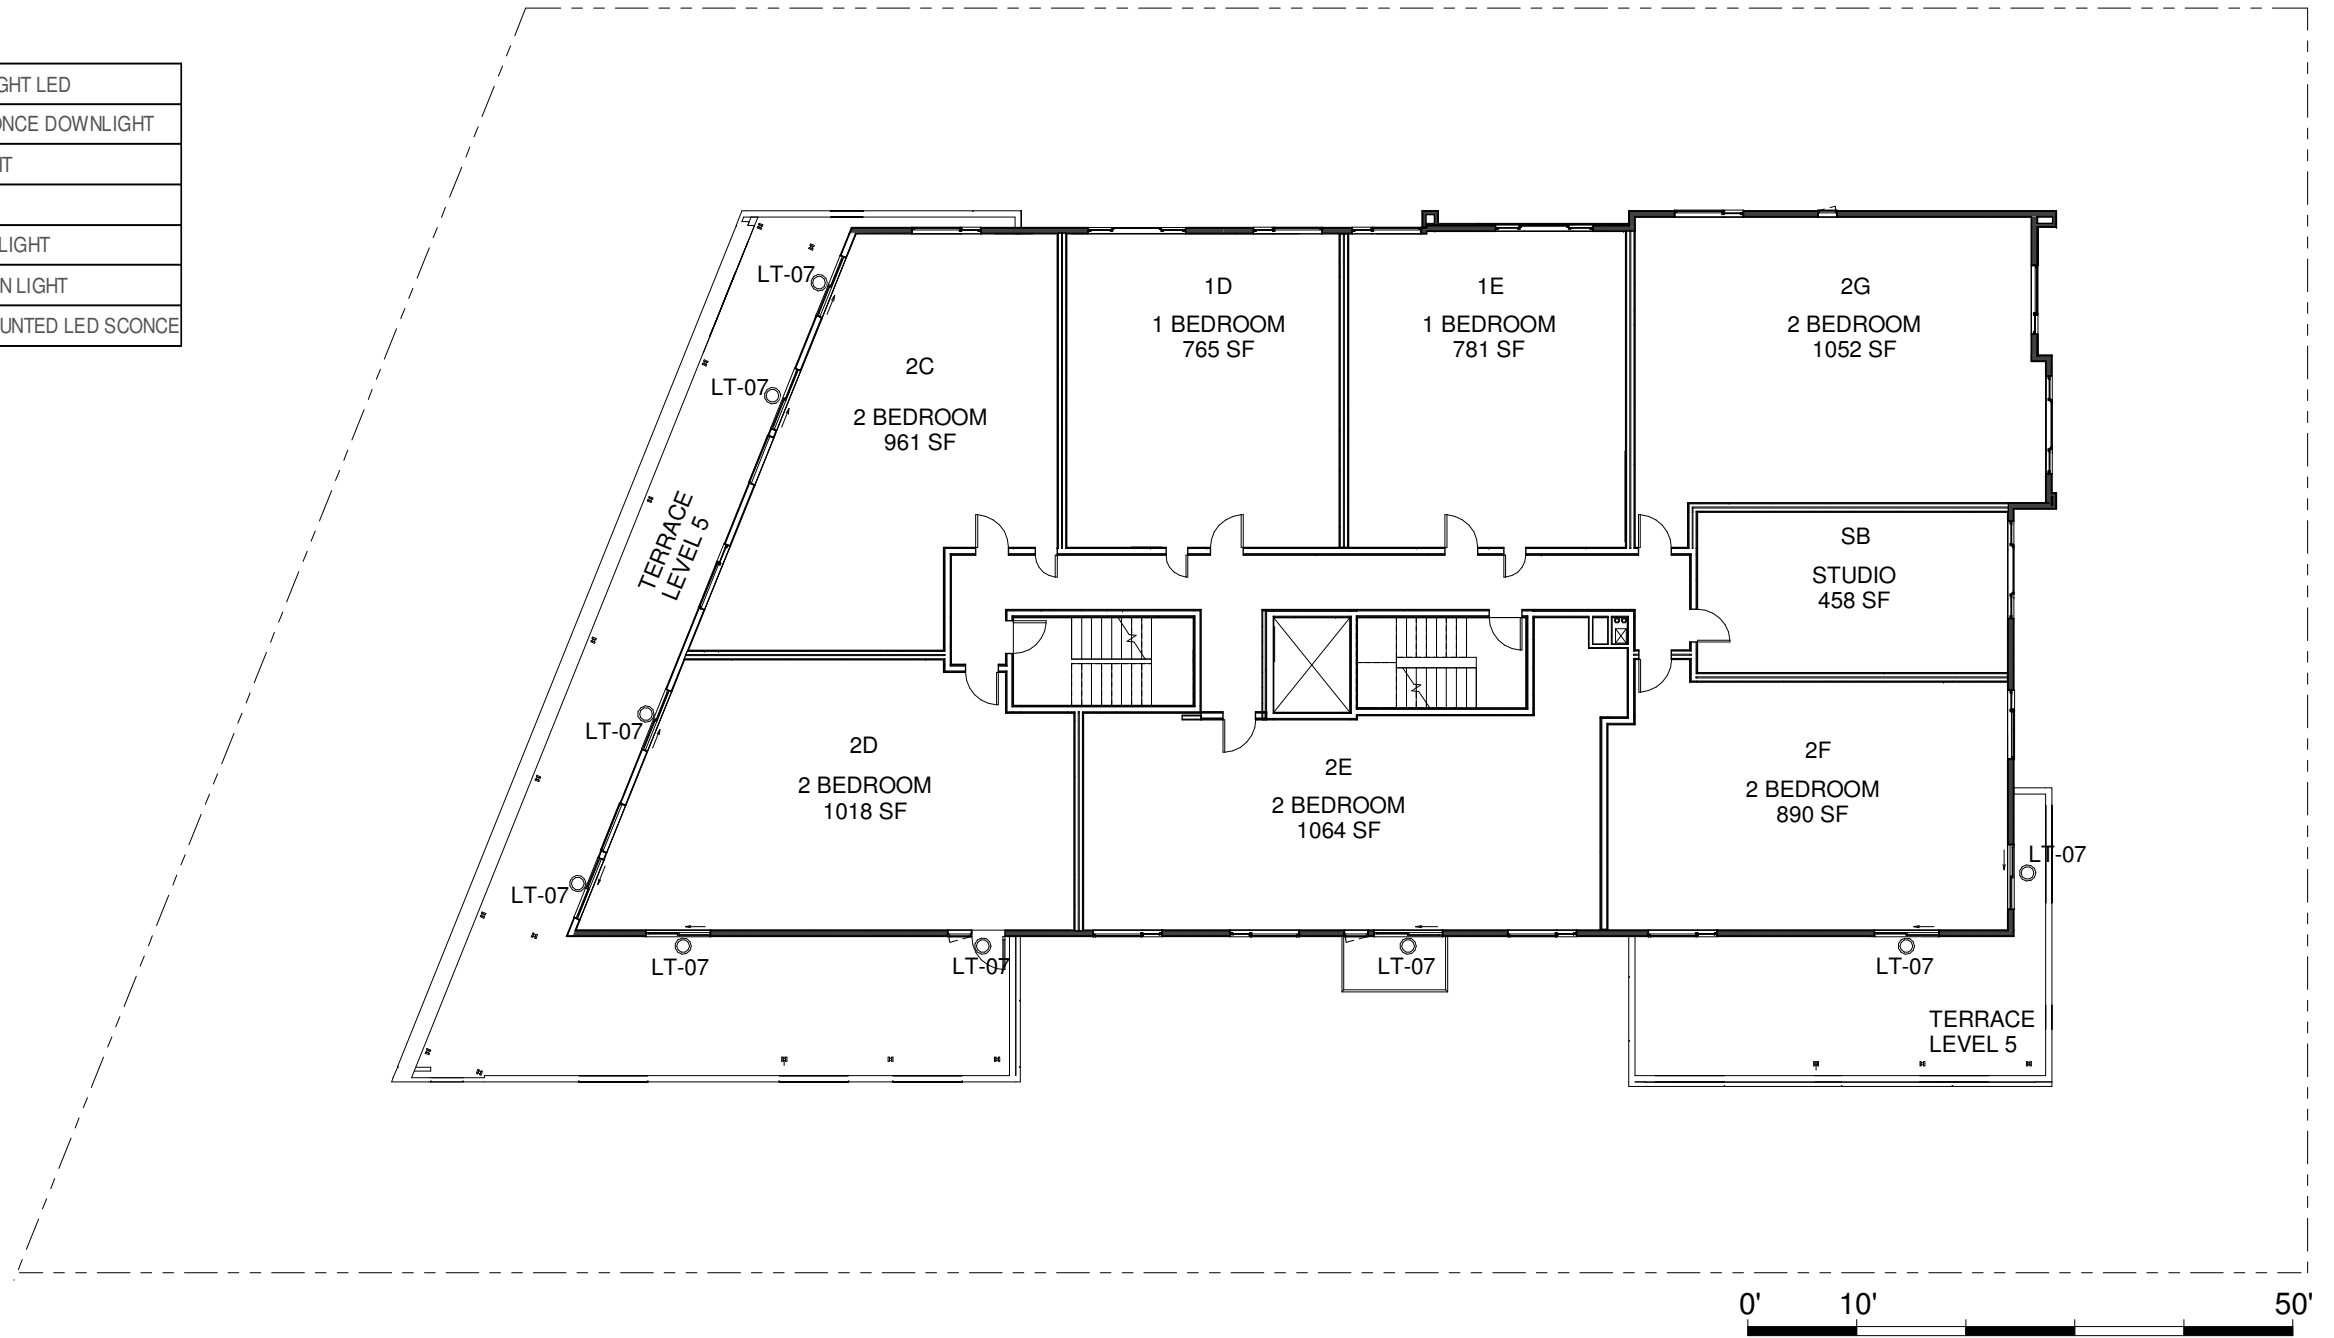 GHT LED
ONCE DOWNLIGHT
HT
LIGHT
N LIGHT
UNTED LED SCONCE
LT-07
LT-07
TERRACE
LEVEL 5
LT-07
LT-07
LT-07
LT-07
LT-07
LT-07
LT-07
2C
2 BEDROOM
961 SF
1D
1 BEDROOM
765 SF
1E
1 BEDROOM
781 SF
2G
2 BEDROOM
1052 SF
SB
STUDIO
458 SF
2D
2 BEDROOM
1018 SF
2E
2 BEDROOM
1064 SF
2F
2 BEDROOM
890 SF
TERRACE
LEVEL 5
0' 10' 50'